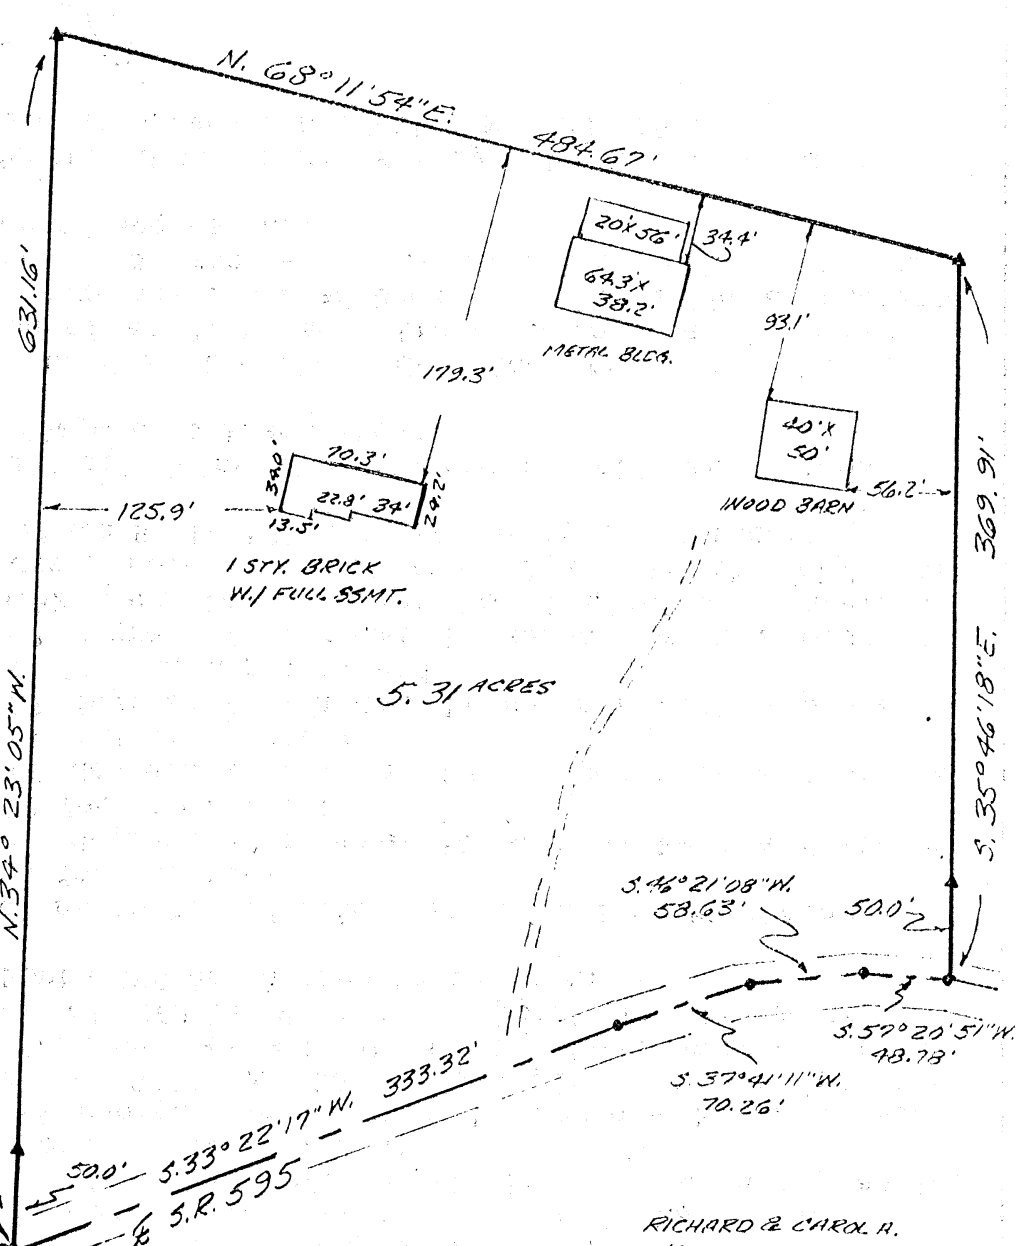 N. 68°11'54"E.
484.67'
631.16'
N. 34° 23' 05" W.
20'X56'
34.4'
64.3'X
38.2'
METAL BLDG.
93.1'
179.3'
40'X
50'
56.2'
WOOD BARN
70.3'
34.0'
22.8'
34'
24.2'
13.5'
125.9'
1 STY. BRICK
W./ FULL BSMT.
369.91'
S. 35° 46' 18" E.
5.31 ACRES
S. 46° 21' 08" W.
58.63'
50.0'
S. 57° 20' 51" W.
48.78'
S. 37° 41' 11" W.
70.26'
S. 33° 22' 17" W. 333.32'
50.0'
S.R. 595
RICHARD & CAROL A.